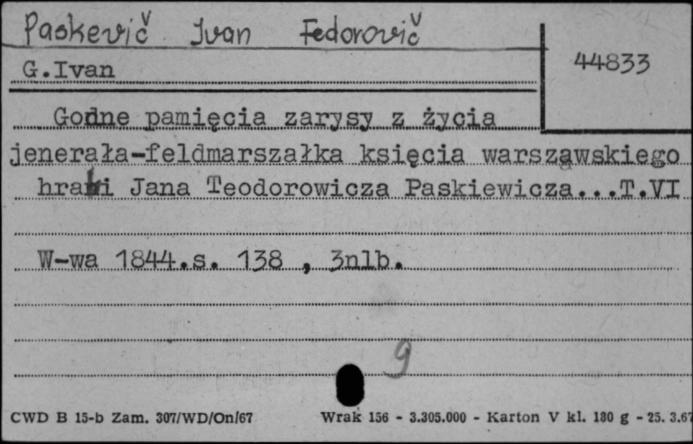 Paskevič Ivan Fedorovič
44833
G.Ivan
Godne pamięcia zarysy z życia
jenerała-feldmarszałka księcia warszawskiego
hrabi Jana Teodorowicza Paskiewicza...T.VI
W-wa 1844.s. 138 , 3nlb.
9
CWD B 15-b Zam. 307/WD/On/67 Wrak 156 - 3.305.000 - Karton V kl. 180 g - 25. 3.67